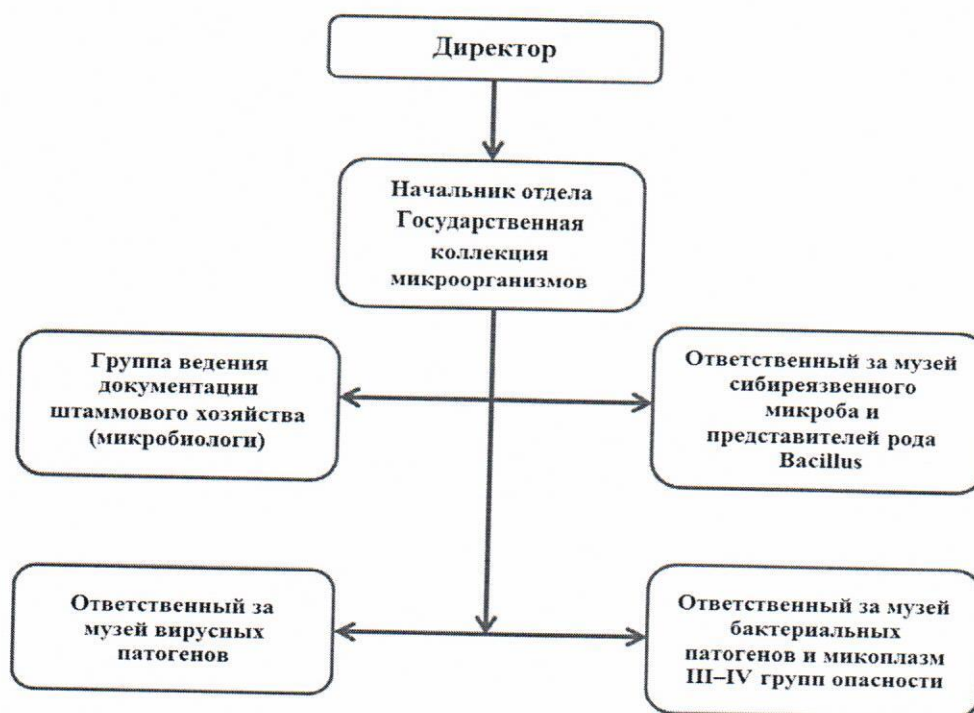 Директор
Начальник отдела
Государственная
коллекция
микроорганизмов
Группа ведения
документации
штаммового хозяйства
(микробиологи)
Ответственный за музей
сибиреязвенного
микроба и
представителей рода
Bacillus
Ответственный за
музей вирусных
патогенов
Ответственный за музей
бактериальных
патогенов и микоплазм
III–IV групп опасности